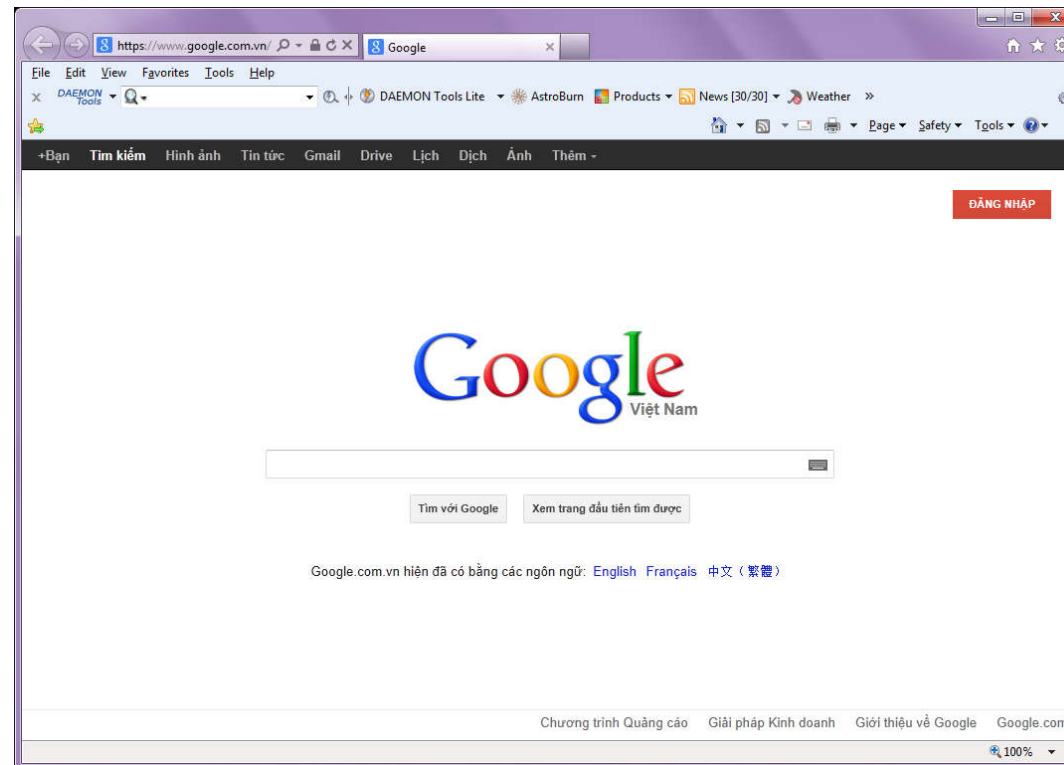 https://www.google.com.vn/ Google
File Edit View Favorites Tools Help
DAEMON Tools DAEMON Tools Lite AstroBurn Products News [30/30] Weather »
Page Safety Tools
+Bạn Tìm kiếm Hình ảnh Tin tức Gmail Drive Lịch Dịch Ảnh Thêm
ĐĂNG NHẬP
Google
Việt Nam
Tìm với Google Xem trang đầu tiên tìm được
Google.com.vn hiện đã có bằng các ngôn ngữ: English Français 中文（繁體）
Chương trình Quảng cáo Giải pháp Kinh doanh Giới thiệu về Google Google.com
100%